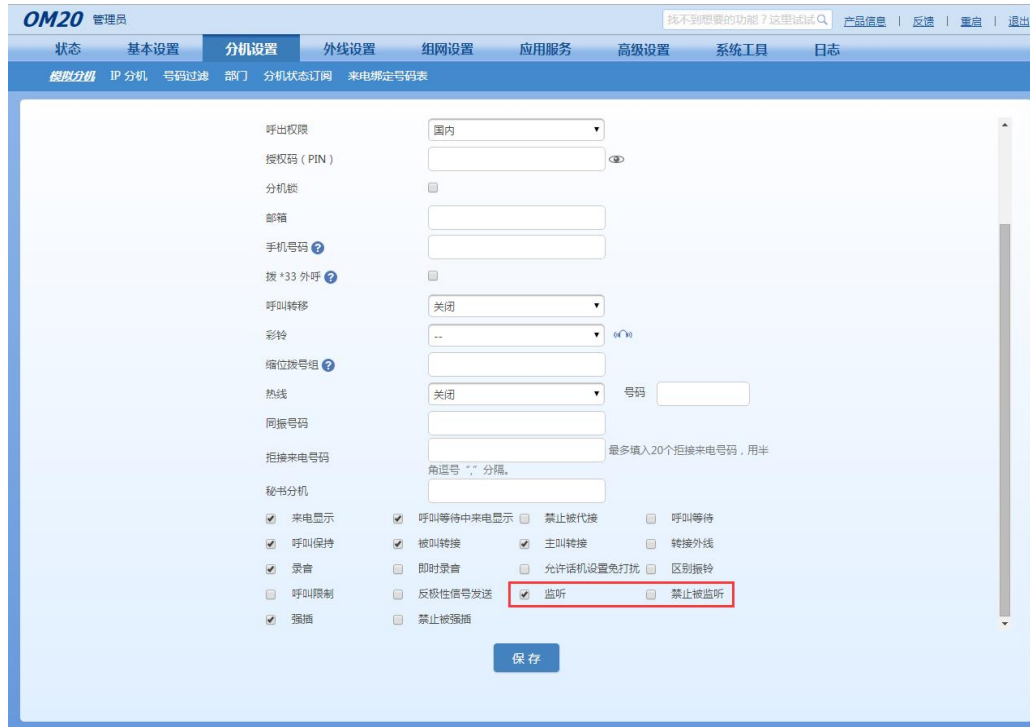 OM20 管理员 找不到想要的功能？这里试试 产品信息 | 反馈 | 重启 | 退出
状态 基本设置 分机设置 外线设置 组网设置 应用服务 高级设置 系统工具 日志
模拟分机 IP 分机 号码过滤 部门 分机状态订阅 来电绑定号码表
呼出权限 国内
授权码（PIN）
分机锁
邮箱
手机号码
拨 *33 外呼
呼叫转移 关闭
彩铃 --
缩位拨号组
热线 关闭 号码
同振号码
拒接来电号码 最多填入20个拒接来电号码，用半
角逗号 “,” 分隔。
秘书分机
来电显示 呼叫等待中来电显示 禁止被代接 呼叫等待
呼叫保持 被叫转接 主叫转接 转接外线
录音 即时录音 允许话机设置免打扰 区别振铃
呼叫限制 反极性信号发送 监听 禁止被监听
强插 禁止被强插
保存